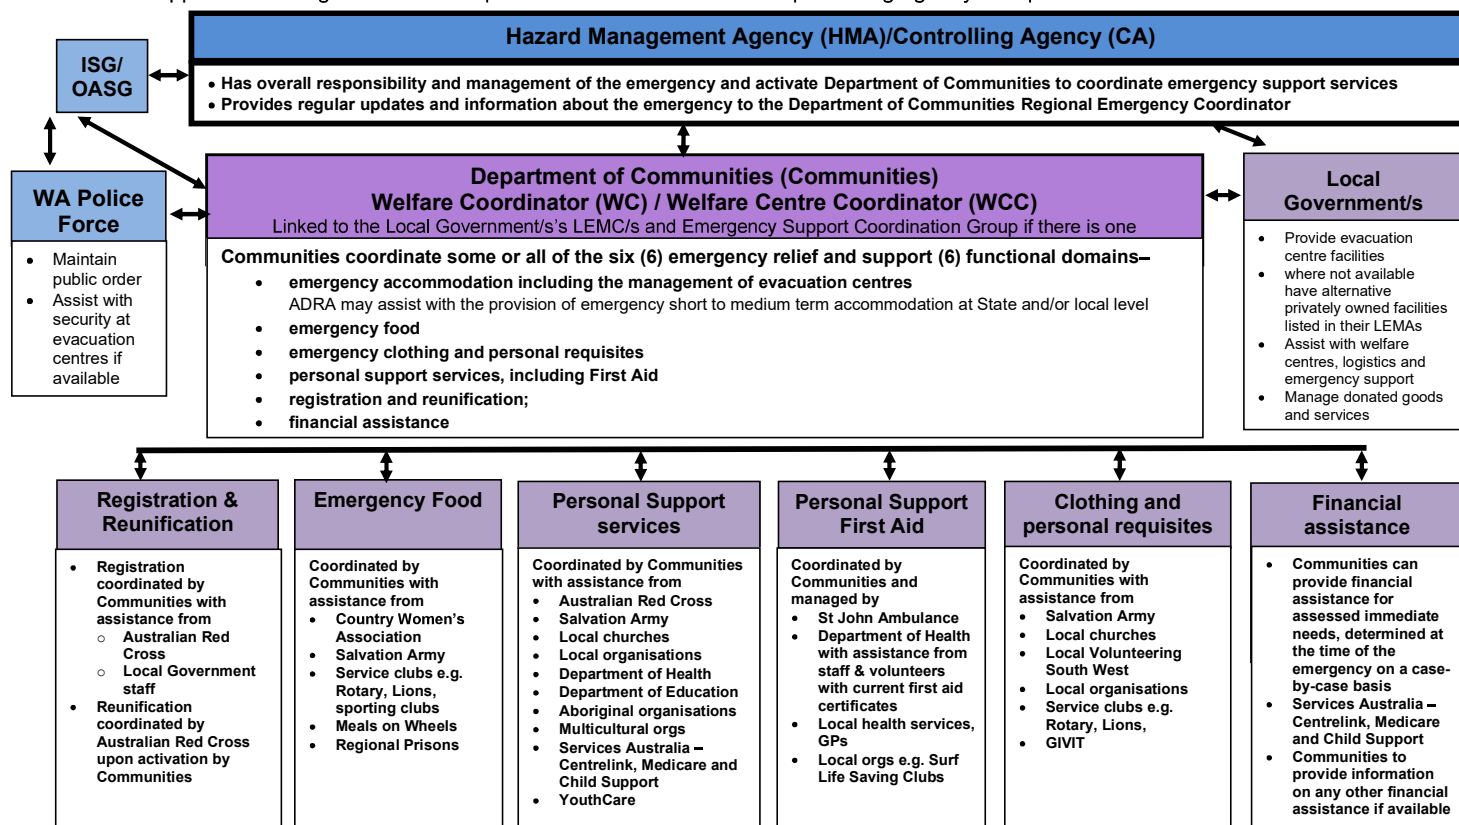 Hazard Management Agency (HMA)/Controlling Agency (CA)
• Has overall responsibility and management of the emergency and activate Department of Communities to coordinate emergency support services
• Provides regular updates and information about the emergency to the Department of Communities Regional Emergency Coordinator
ISG/
OASG
WA Police
Force
• Maintain
public order
• Assist with
security at
evacuation
centres if
available
Department of Communities (Communities)
Welfare Coordinator (WC) / Welfare Centre Coordinator (WCC)
Linked to the Local Government/s's LEMC/s and Emergency Support Coordination Group if there is one
Communities coordinate some or all of the six (6) emergency relief and support (6) functional domains–
• emergency accommodation including the management of evacuation centres
ADRA may assist with the provision of emergency short to medium term accommodation at State and/or local level
• emergency food
• emergency clothing and personal requisites
• personal support services, including First Aid
• registration and reunification;
• financial assistance
Local
Government/s
• Provide evacuation
centre facilities
• where not available
have alternative
privately owned facilities
listed in their LEMAs
• Assist with welfare
centres, logistics and
emergency support
• Manage donated goods
and services
Registration &
Reunification
• Registration
coordinated by
Communities with
assistance from
○ Australian Red
Cross
○ Local Government
staff
• Reunification
coordinated by
Australian Red Cross
upon activation by
Communities
Emergency Food
Coordinated by
Communities with
assistance from
• Country Women's
Association
• Salvation Army
• Service clubs e.g.
Rotary, Lions,
sporting clubs
• Meals on Wheels
• Regional Prisons
Personal Support
services
Coordinated by Communities
with assistance from
• Australian Red Cross
• Salvation Army
• Local churches
• Local organisations
• Department of Health
• Department of Education
• Aboriginal organisations
• Multicultural orgs
• Services Australia –
Centrelink, Medicare and
Child Support
• YouthCare
Personal Support
First Aid
Coordinated by
Communities and
managed by
• St John Ambulance
• Department of Health
with assistance from
staff & volunteers
with current first aid
certificates
• Local health services,
GPs
• Local orgs e.g. Surf
Life Saving Clubs
Clothing and
personal requisites
Coordinated by
Communities with
assistance from
• Salvation Army
• Local churches
• Local Volunteering
South West
• Local organisations
• Service clubs e.g.
Rotary, Lions,
• GIVIT
Financial
assistance
• Communities can
provide financial
assistance for
assessed immediate
needs, determined at
the time of the
emergency on a case-
by-case basis
• Services Australia –
Centrelink, Medicare
and Child Support
• Communities to
provide information
on any other financial
assistance if available